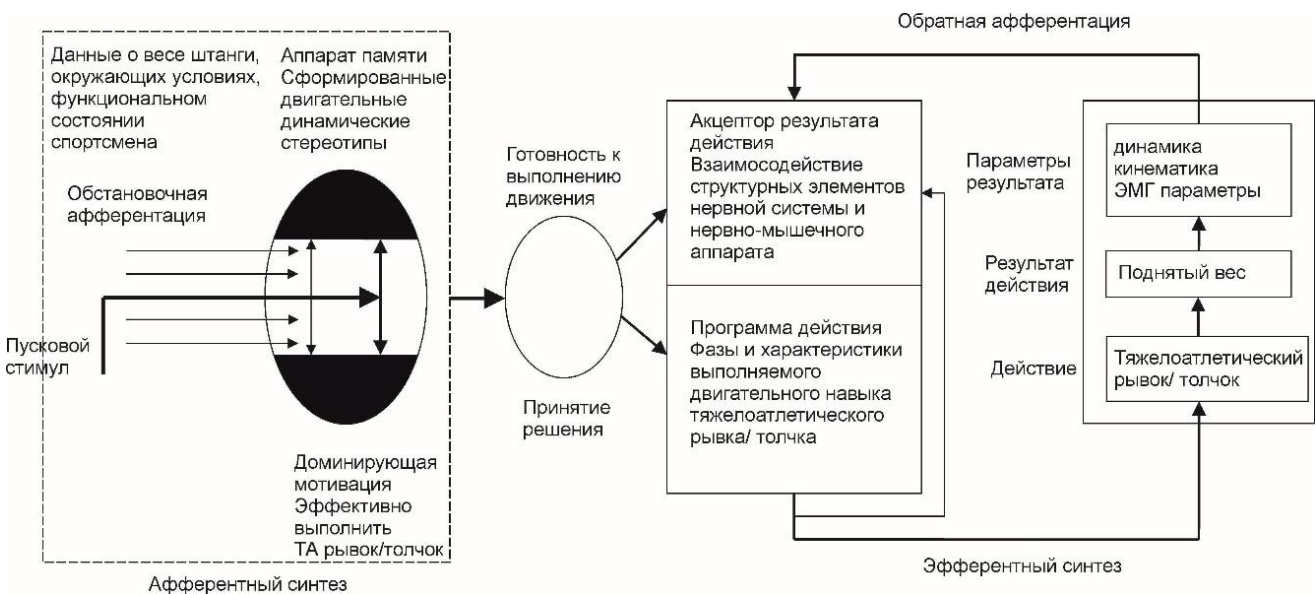 Данные о весе штанги,
окружающих условиях,
функциональном
состоянии
спортсмена
Аппарат памяти
Сформированные
двигательные
динамические
стереотипы
Обстановочная
афферентация
Пусковой
стимул
Доминирующая
мотивация
Эффективно
выполнить
ТА рывок/толчок
Афферентный синтез
Готовность к
выполнению
движения
Принятие
решения
Обратная афферентация
Акцептор результата
действия
Взаимосодействие
структурных элементов
нервной системы и
нервно-мышечного
аппарата
Программа действия
Фазы и характеристики
выполняемого
двигательного навыка
тяжелоатлетического
рывка/ толчка
Параметры
результата
динамика
кинематика
ЭМГ параметры
Результат
действия
Поднятый вес
Действие
Тяжелоатлетический
рывок/ толчок
Эфферентный синтез